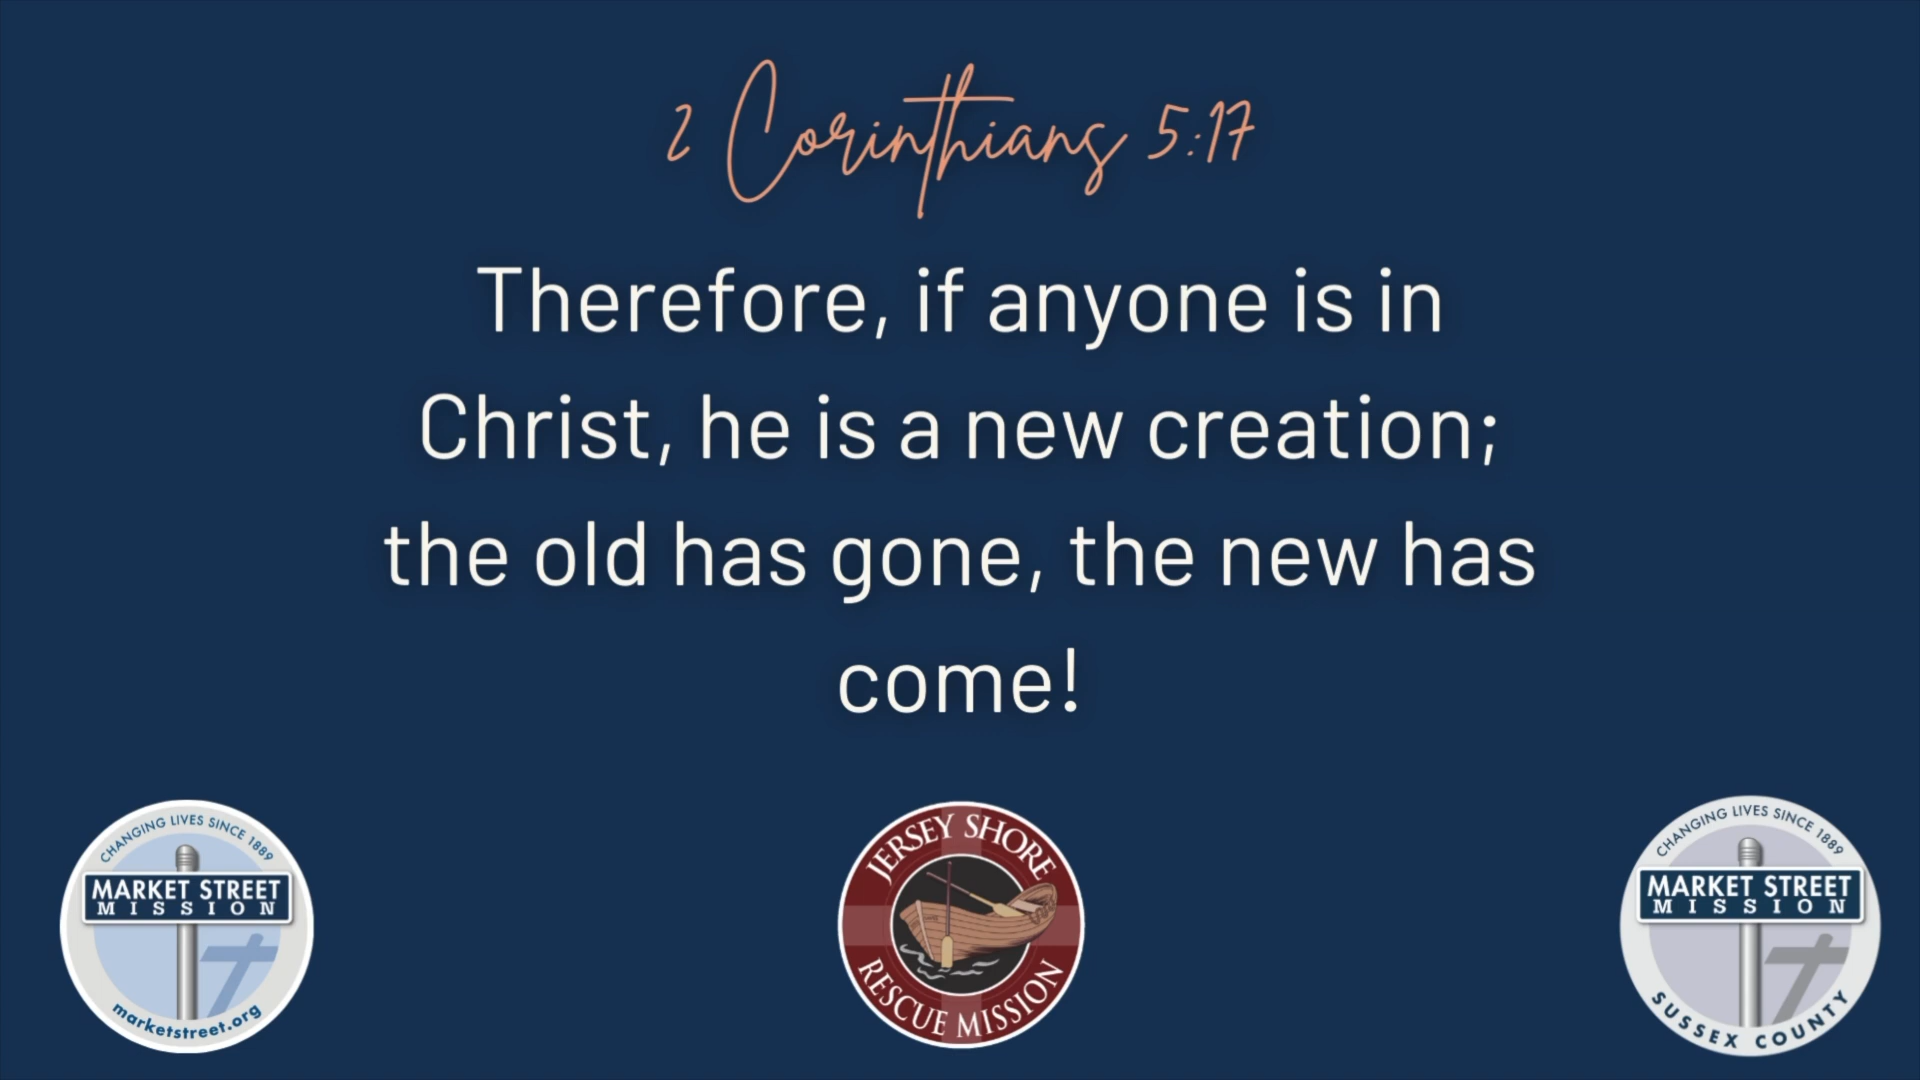 2 Corinthians 5:17
Therefore, if anyone is in
Christ, he is a new creation;
the old has gone, the new has
come!
CHANGING LIVES SINCE 1889
MARKET STREET
MISSION
marketstreet.org
JERSEY SHORE
RESCUE MISSION
CHANGING LIVES SINCE 1889
MARKET STREET
MISSION
SUSSEX COUNTY